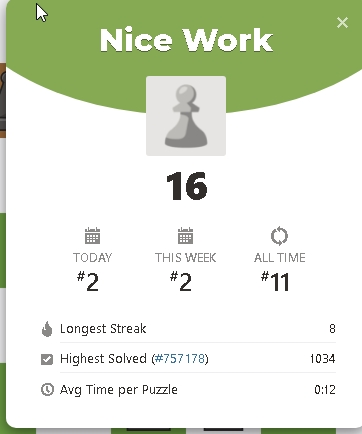 Nice Work
16
TODAY THIS WEEK ALL TIME
#2 #2 #11
Longest Streak 8
Highest Solved (#757178) 1034
Avg Time per Puzzle 0:12